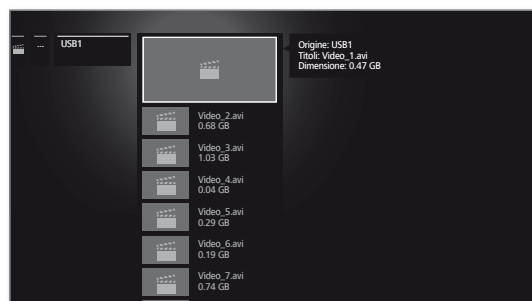 ...
USB1
Origine: USB1
Titoli: Video_1.avi
Dimensione: 0.47 GB
Video_2.avi
0.68 GB
Video_3.avi
1.03 GB
Video_4.avi
0.04 GB
Video_5.avi
0.29 GB
Video_6.avi
0.19 GB
Video_7.avi
0.74 GB